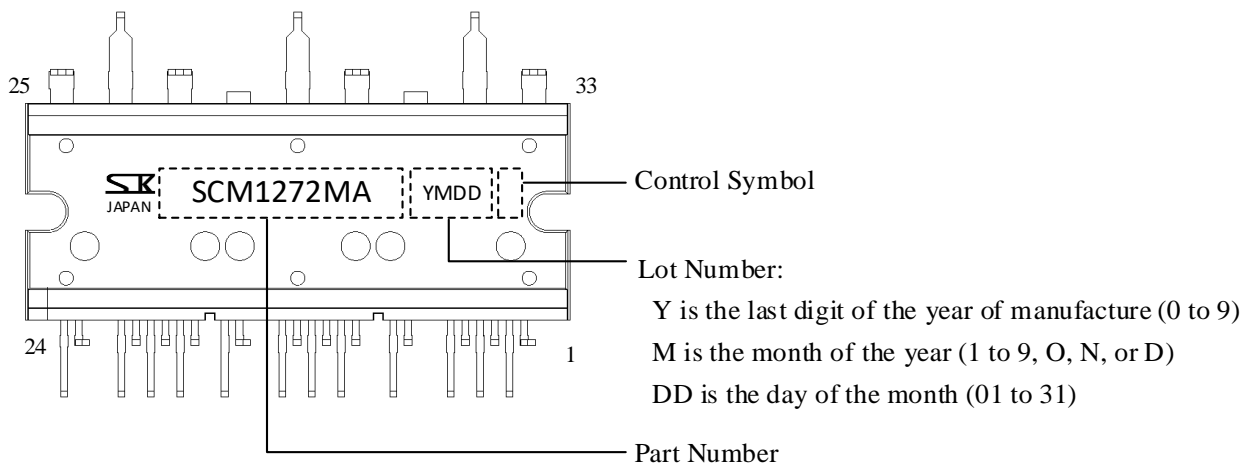 25
33
SK
JAPAN
SCM1272MA
YMDD
Control Symbol
Lot Number:
Y is the last digit of the year of manufacture (0 to 9)
M is the month of the year (1 to 9, O, N, or D)
DD is the day of the month (01 to 31)
24
1
Part Number